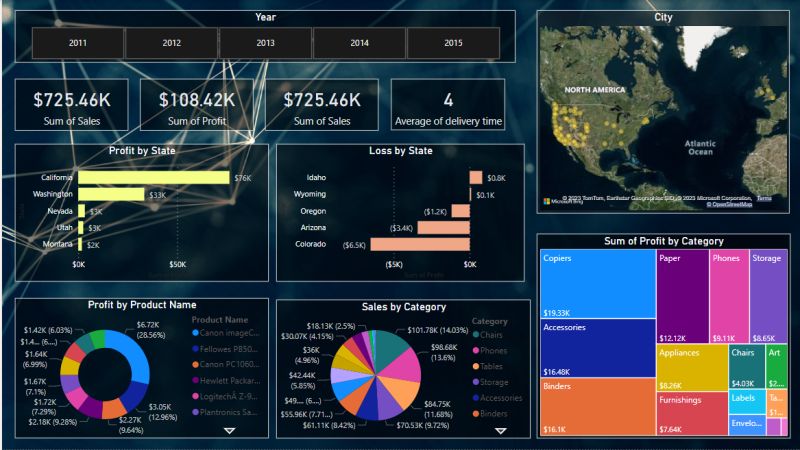 Year
2011
2012
2013
2014
2015
$725.46K
Sum of Sales
$108.42K
Sum of Profit
$725.46K
Sum of Sales
4
Average of delivery time
City
NORTH AMERICA
Atlantic
Ocean
Microsoft Bing
© 2023 TomTom, Earthstar Geographics SIO, © 2023 Microsoft Corporation, Terms
© OpenStreetMap
Profit by State
California
$76K
Washington
$33K
Nevada
$3K
Utah
$3K
Montana
$2K
$0K
$50K
Loss by State
Idaho
$0.8K
Wyoming
$0.1K
Oregon
($1.2K)
Arizona
($3.4K)
Colorado
($6.5K)
($5K)
$0K
Sum of Profit
Profit by Product Name
$6.72K
(28.56%)
$3.05K
(12.96%)
$2.27K
(9.64%)
$2.18K (9.28%)
$1.72K
(7.29%)
$1.67K
(7.1%)
$1.64K
(6.99%)
$1.4... (6....)
$1.42K (6.03%)
Product Name
Canon imageC...
Fellowes PB50...
Canon PC1060...
Hewlett Packar...
LogitechÂ Z-9...
Plantronics Sa...
Sales by Category
$101.78K (14.03%)
$98.68K
(13.6%)
$84.75K
(11.68%)
$70.53K (9.72%)
$61.11K (8.42%)
$55.96K (7.71...)
$49.... (6....)
$42.44K
(5.85%)
$36K
(4.96%)
$30.07K (4.15%)
$18.13K (2.5%)
Category
Chairs
Phones
Tables
Storage
Accessories
Binders
Sum of Profit by Category
Copiers
$19.33K
Accessories
$16.48K
Binders
$16.1K
Paper
$12.12K
Phones
$9.11K
Storage
$8.65K
Appliances
$8.26K
Furnishings
$7.64K
Chairs
$4.03K
Art
$2....
Labels
Envelo...
Ta...
$1....